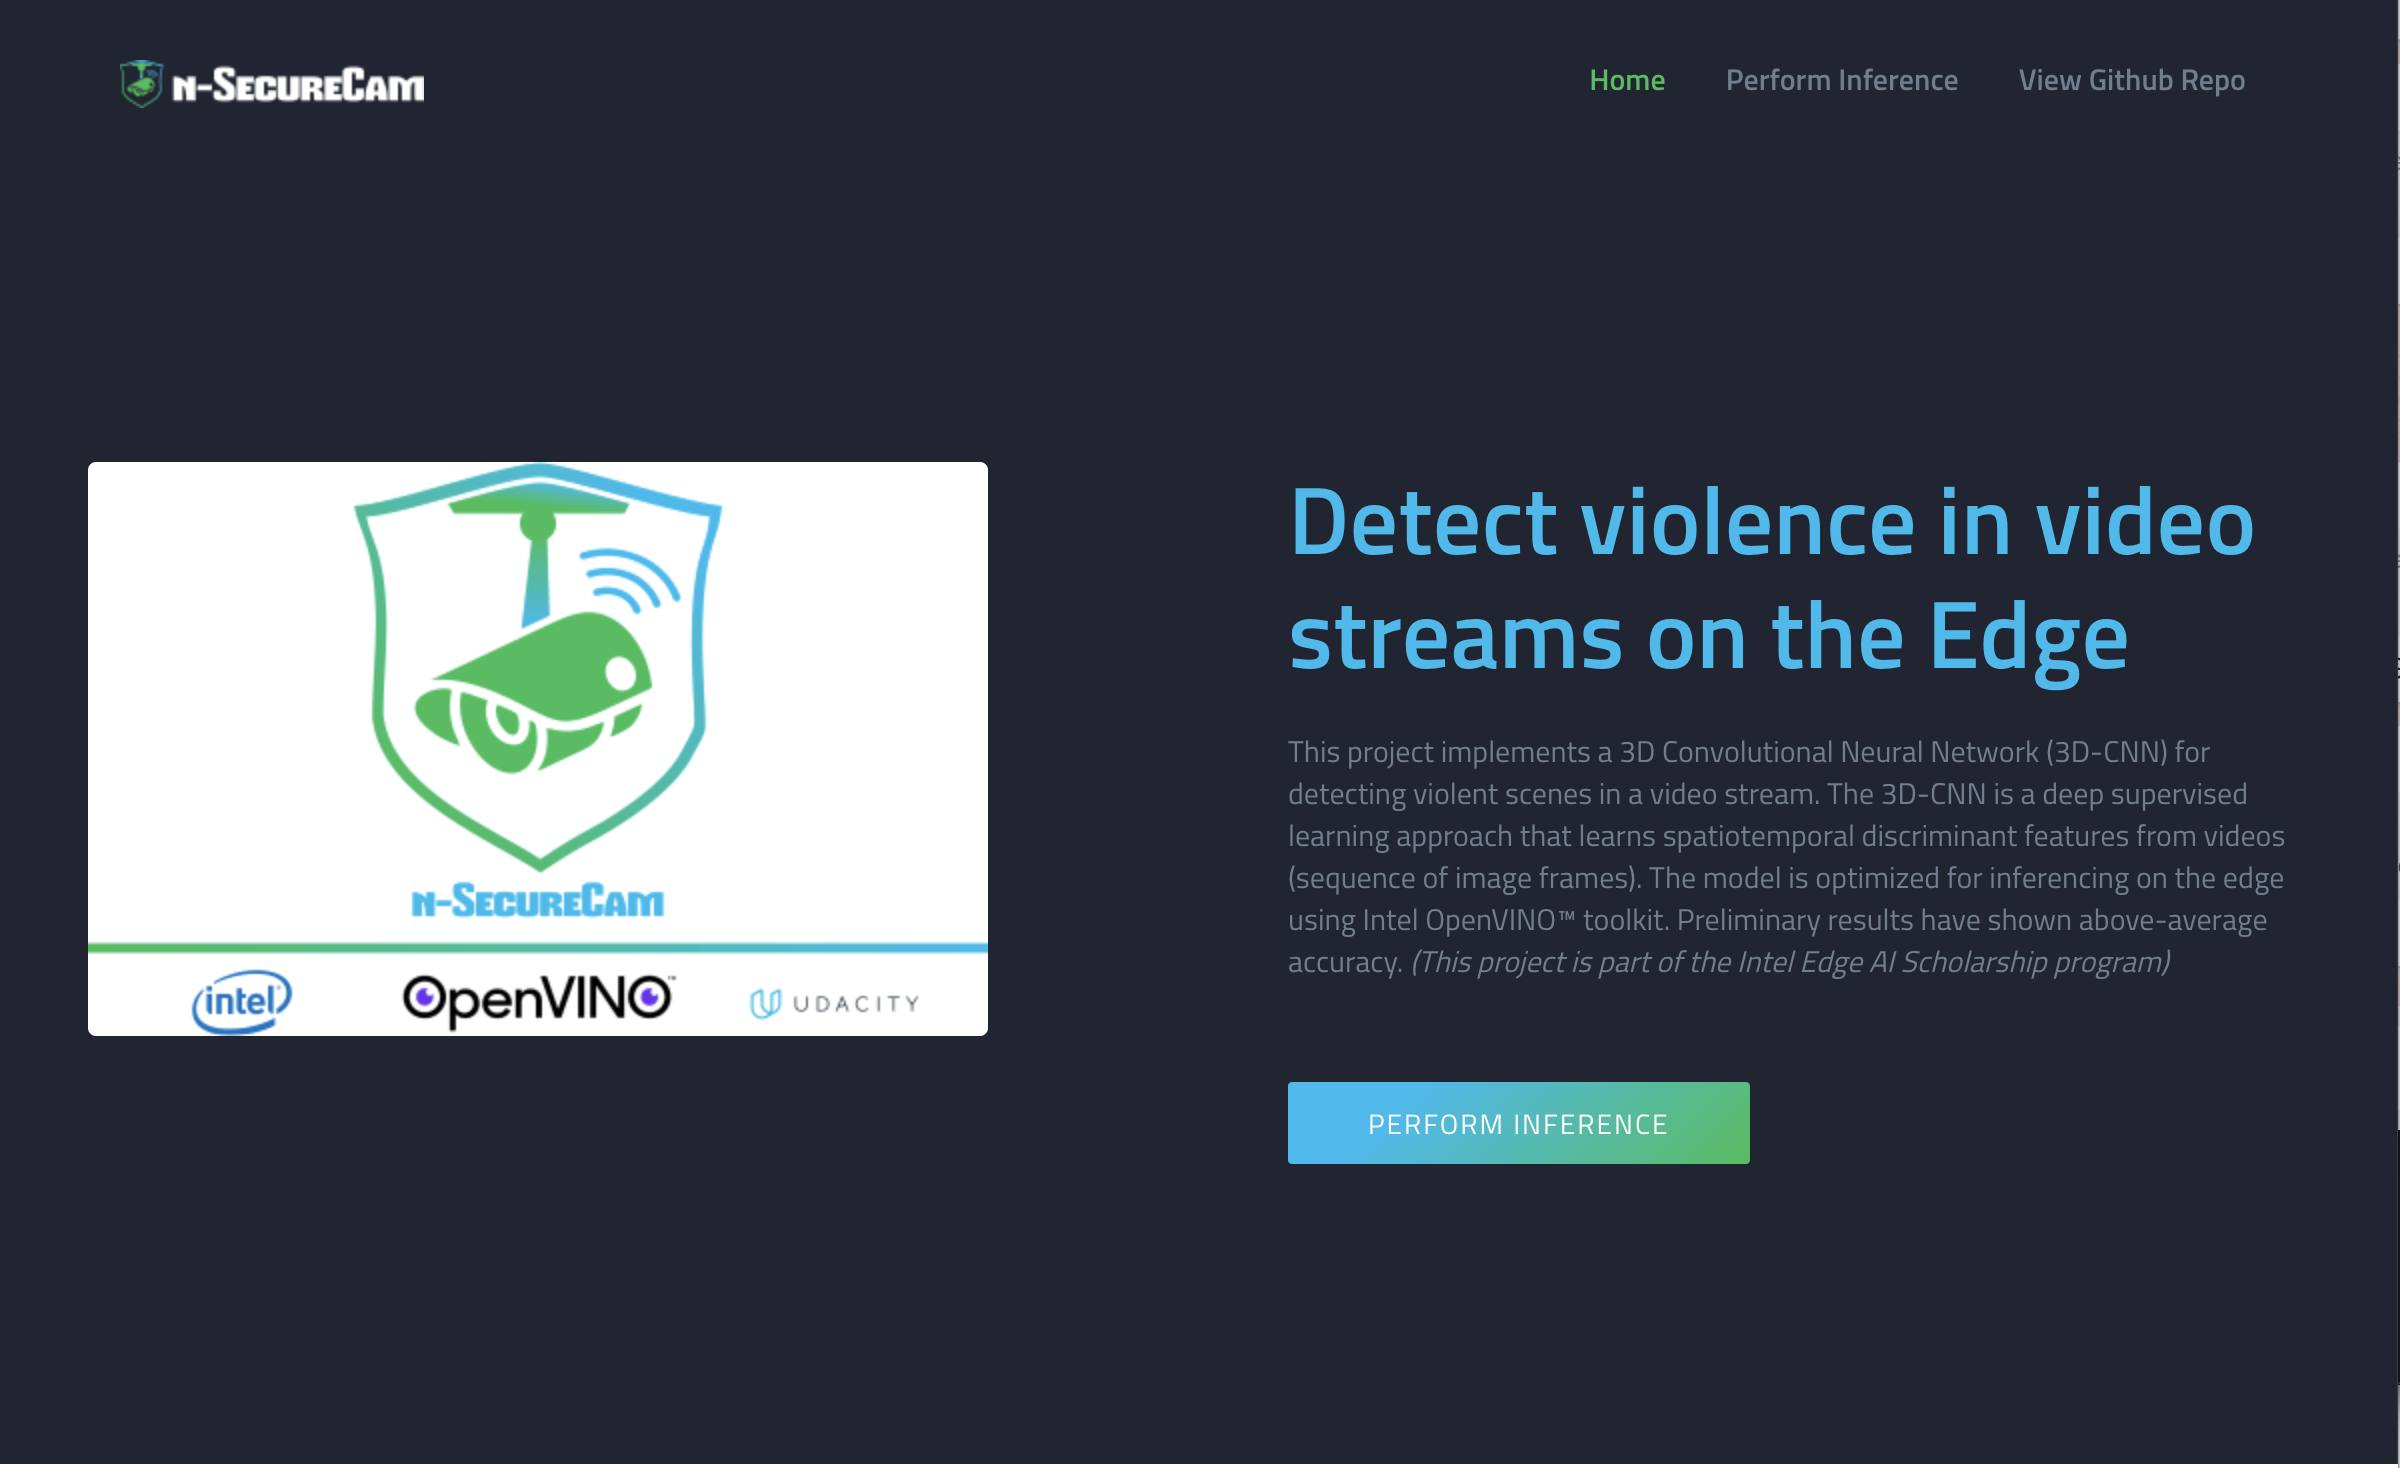 n-SecureCam
Home
Perform Inference
View Github Repo
n-SecureCam
intel
OpenVINO™
UDACITY
Detect violence in video
streams on the Edge
This project implements a 3D Convolutional Neural Network (3D-CNN) for
detecting violent scenes in a video stream. The 3D-CNN is a deep supervised
learning approach that learns spatiotemporal discriminant features from videos
(sequence of image frames). The model is optimized for inferencing on the edge
using Intel OpenVINO™ toolkit. Preliminary results have shown above-average
accuracy. (This project is part of the Intel Edge AI Scholarship program)
PERFORM INFERENCE